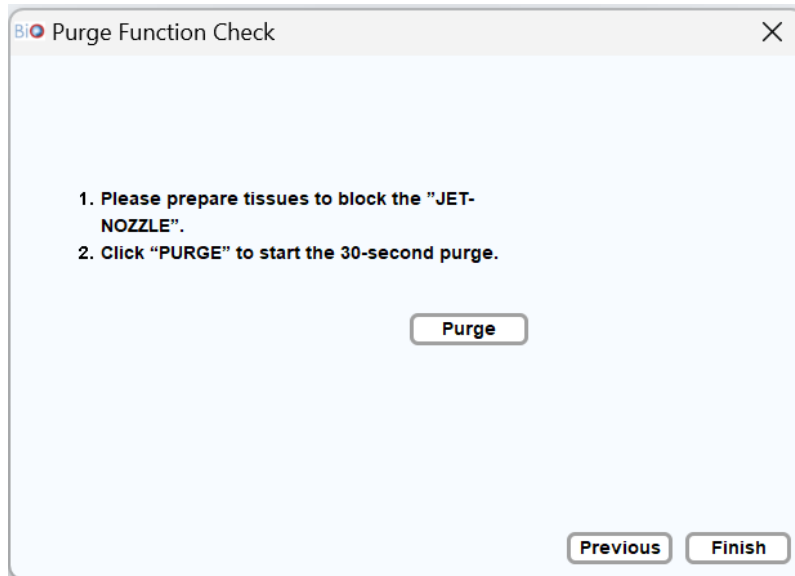 BiO Purge Function Check
1. Please prepare tissues to block the ”JET-
NOZZLE”.
2. Click “PURGE” to start the 30-second purge.
Purge
Previous Finish